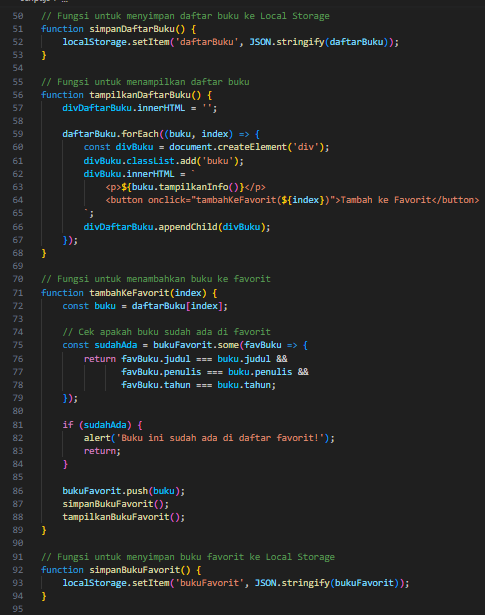 50 // Fungsi untuk menyimpan daftar buku ke Local Storage
51 function simpanDaftarBuku() {
52     localStorage.setItem('daftarBuku', JSON.stringify(daftarBuku));
53 }
54
55 // Fungsi untuk menampilkan daftar buku
56 function tampilkanDaftarBuku() {
57     divDaftarBuku.innerHTML = '';
58
59     daftarBuku.forEach((buku, index) => {
60         const divBuku = document.createElement('div');
61         divBuku.classList.add('buku');
62         divBuku.innerHTML = `
63             <p>${buku.tampilkanInfo()}</p>
64             <button onclick="tambahKeFavorit(${index})">Tambah ke Favorit</button>
65         `;
66         divDaftarBuku.appendChild(divBuku);
67     });
68 }
69
70 // Fungsi untuk menambahkan buku ke favorit
71 function tambahKeFavorit(index) {
72     const buku = daftarBuku[index];
73
74     // Cek apakah buku sudah ada di favorit
75     const sudahAda = bukuFavorit.some(favBuku => {
76         return favBuku.judul === buku.judul &&
77                favBuku.penulis === buku.penulis &&
78                favBuku.tahun === buku.tahun;
79     });
80
81     if (sudahAda) {
82         alert('Buku ini sudah ada di daftar favorit!');
83         return;
84     }
85
86     bukuFavorit.push(buku);
87     simpanBukuFavorit();
88     tampilkanBukuFavorit();
89 }
90
91 // Fungsi untuk menyimpan buku favorit ke Local Storage
92 function simpanBukuFavorit() {
93     localStorage.setItem('bukuFavorit', JSON.stringify(bukuFavorit));
94 }
95